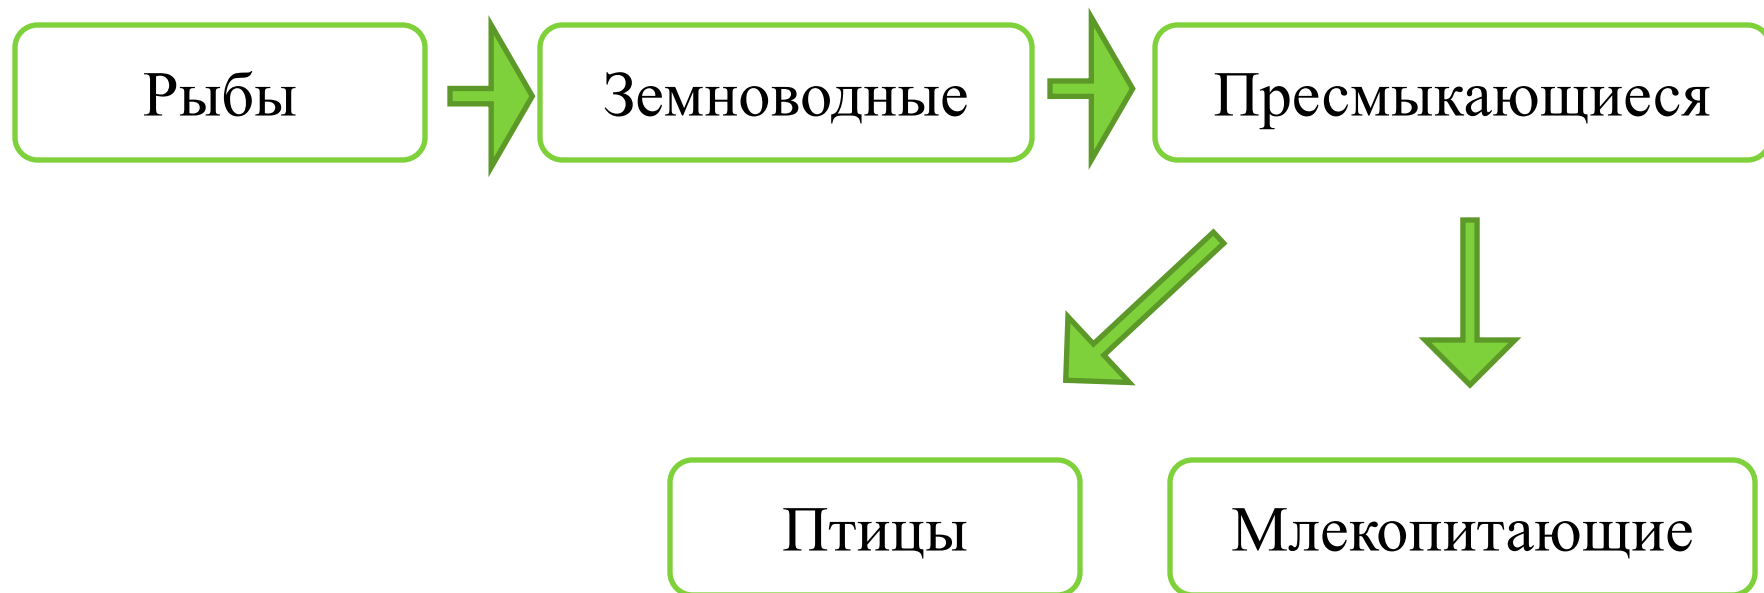 Рыбы
Земноводные
Пресмыкающиеся
Птицы
Млекопитающие